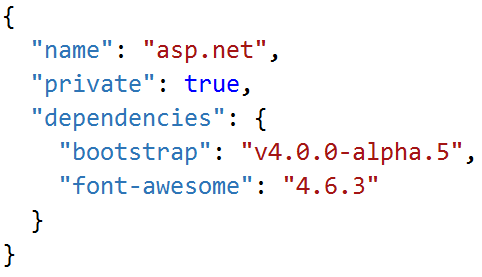 {
  "name": "asp.net",
  "private": true,
  "dependencies": {
    "bootstrap": "v4.0.0-alpha.5",
    "font-awesome": "4.6.3"
  }
}